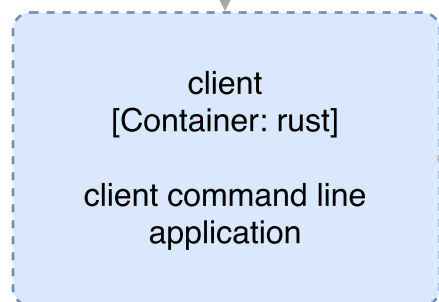 client
[Container: rust]
client command line
application